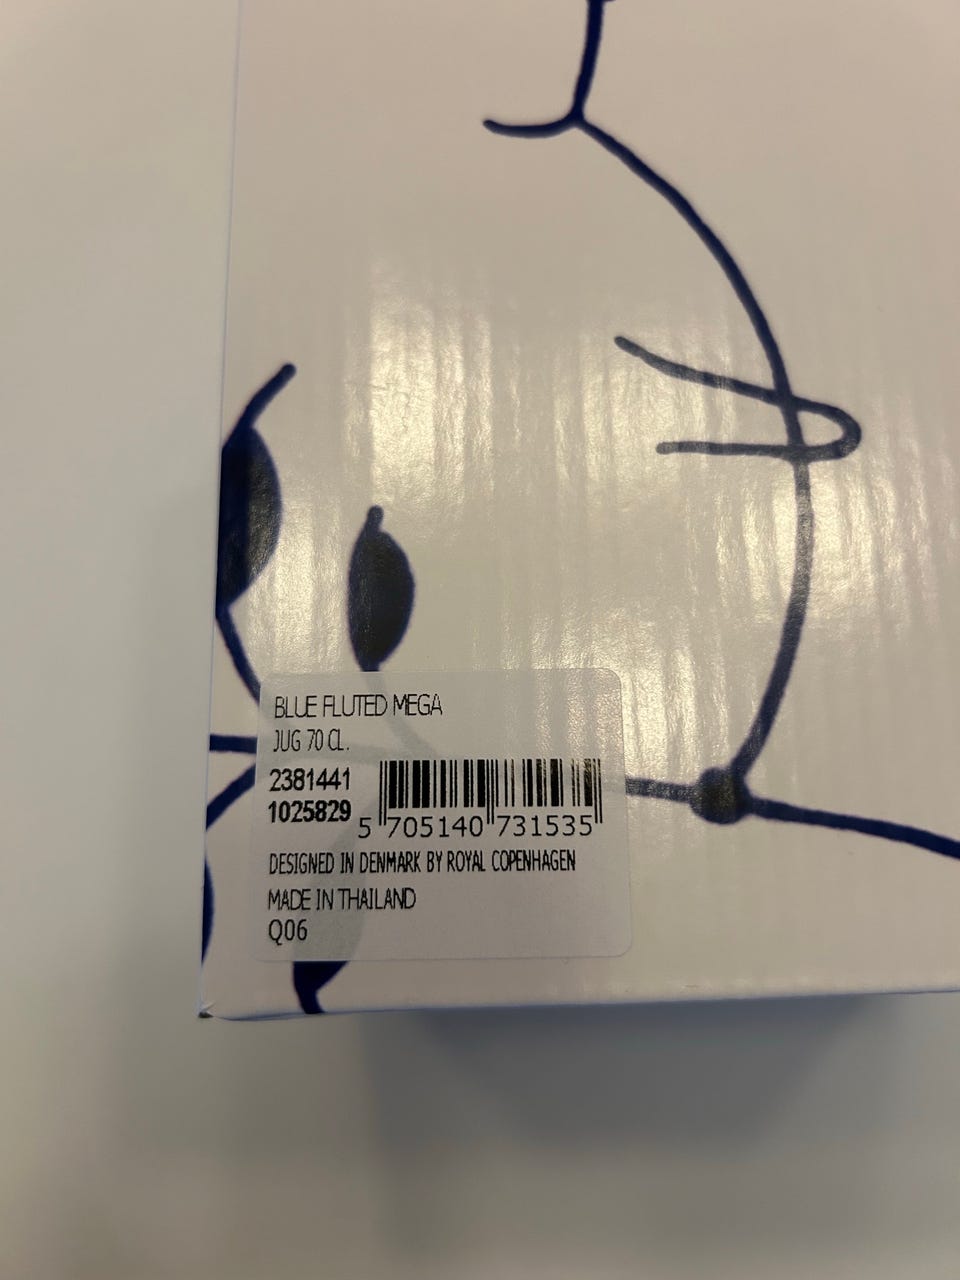 BLUE FLUTED MEGA
JUG 70 CL.
2381441
1025829
5 705140 731535
DESIGNED IN DENMARK BY ROYAL COPENHAGEN
MADE IN THAILAND
Q06